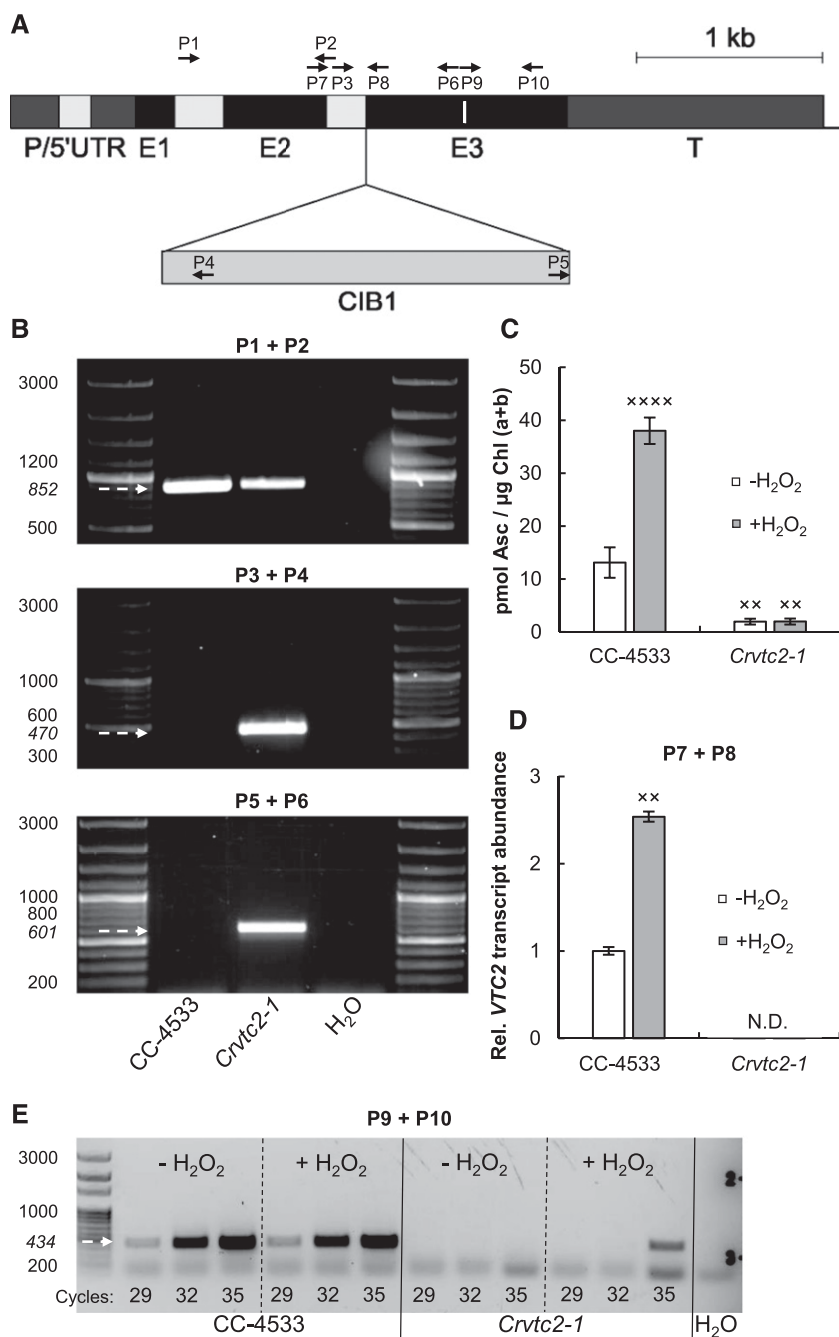 A
P1
P2
1 kb
P7 P3 P8 P6 P9 P10
P/5'UTR E1 E2 E3 T
P4
P5
CIB1
B
P1 + P2
3000
1200
852
500
P3 + P4
3000
1000
600
470
300
P5 + P6
3000
1000
800
601
200
CC-4533 Crvtc2-1 H₂O
C
pmol Asc / µg Chl (a+b)
50
40
30
20
10
0
××××
×× ××
-H₂O₂
+H₂O₂
CC-4533 Crvtc2-1
D
P7 + P8
Rel. VTC2 transcript abundance
3
2
1
0
××
-H₂O₂
+H₂O₂
N.D.
CC-4533 Crvtc2-1
E
P9 + P10
3000
1000
434
200
- H₂O₂ + H₂O₂ - H₂O₂ + H₂O₂
Cycles: 29 32 35 29 32 35 29 32 35 29 32 35
CC-4533 Crvtc2-1 H₂O